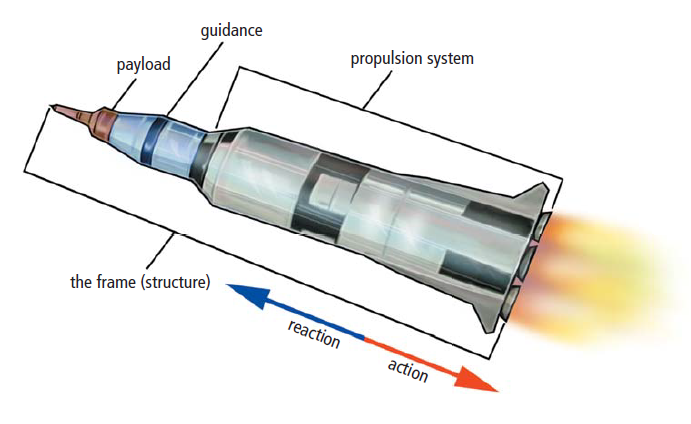 guidance
propulsion system
payload
the frame (structure)
reaction
action